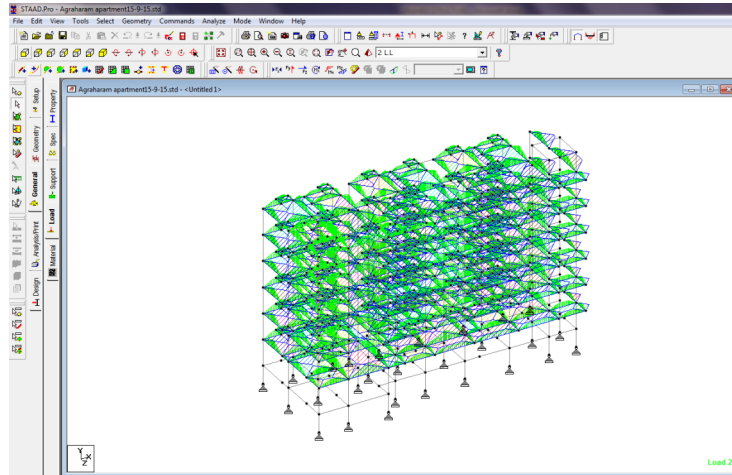 STAAD.Pro - Agraharam apartment15-9-15.std
File Edit View Tools Select Geometry Commands Analyze Mode Window Help
2 LL
Agraharam apartment15-9-15.std - <Untitled 1>
Setup
Geometry
General
Analysis/Print
Design
Property
Spec
Support
Load
Material
Y
X
Z
Load 2